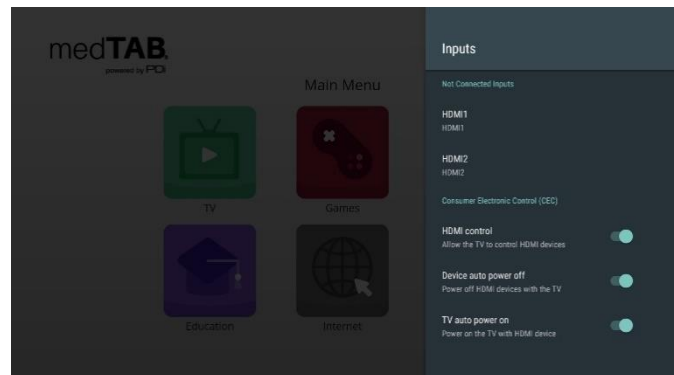 medTAB.
powered by PDi
Main Menu
TV
Games
Education
Internet
Inputs
Not Connected Inputs
HDMI1
HDMI1
HDMI2
HDMI2
Consumer Electronic Control (CEC)
HDMI control
Allow the TV to control HDMI devices
Device auto power off
Power off HDMI devices with the TV
TV auto power on
Power on the TV with HDMI device